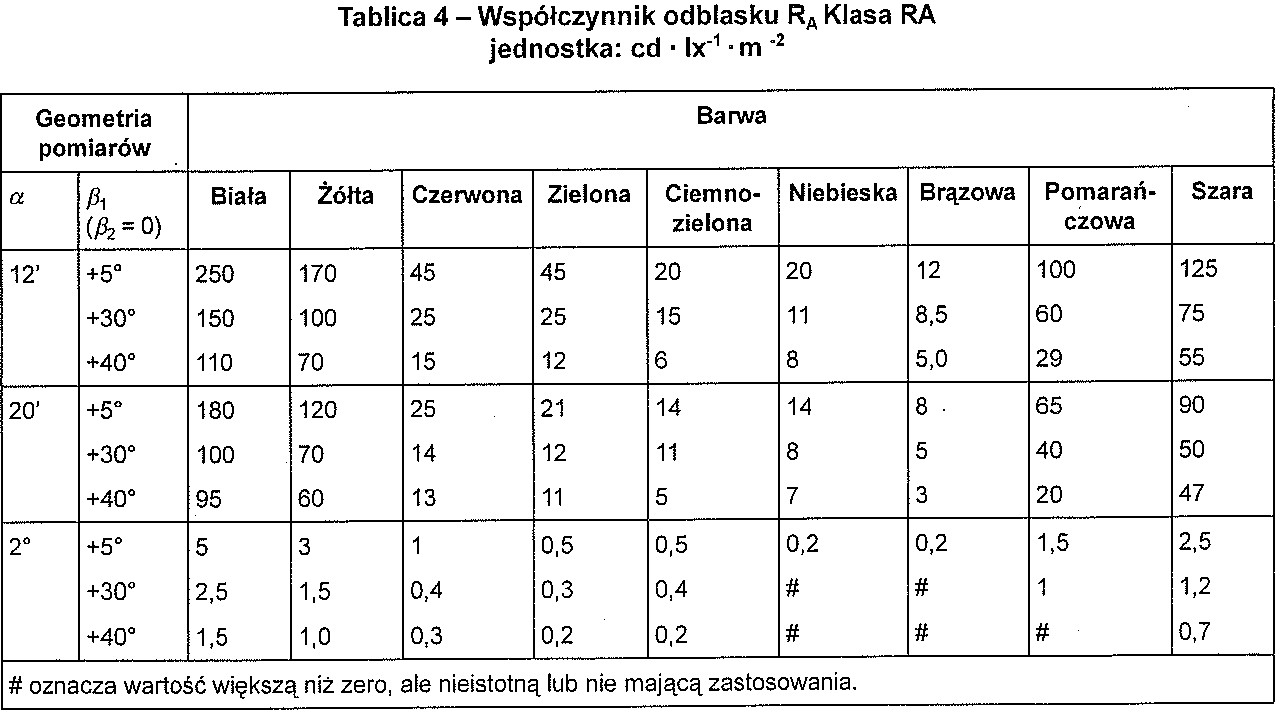 Tablica 4 – Współczynnik odblasku R_A Klasa RA
jednostka: cd · lx⁻¹ · m ⁻²
Geometria pomiarów Barwa
α β₁ (β₂ = 0) Biała Żółta Czerwona Zielona Ciemno-zielona Niebieska Brązowa Pomarań-czowa Szara
12' +5° 250 170 45 45 20 20 12 100 125
+30° 150 100 25 25 15 11 8,5 60 75
+40° 110 70 15 12 6 8 5,0 29 55
20' +5° 180 120 25 21 14 14 8 65 90
+30° 100 70 14 12 11 8 5 40 50
+40° 95 60 13 11 5 7 3 20 47
2° +5° 5 3 1 0,5 0,5 0,2 0,2 1,5 2,5
+30° 2,5 1,5 0,4 0,3 0,4 # # 1 1,2
+40° 1,5 1,0 0,3 0,2 0,2 # # # 0,7
# oznacza wartość większą niż zero, ale nieistotną lub nie mającą zastosowania.